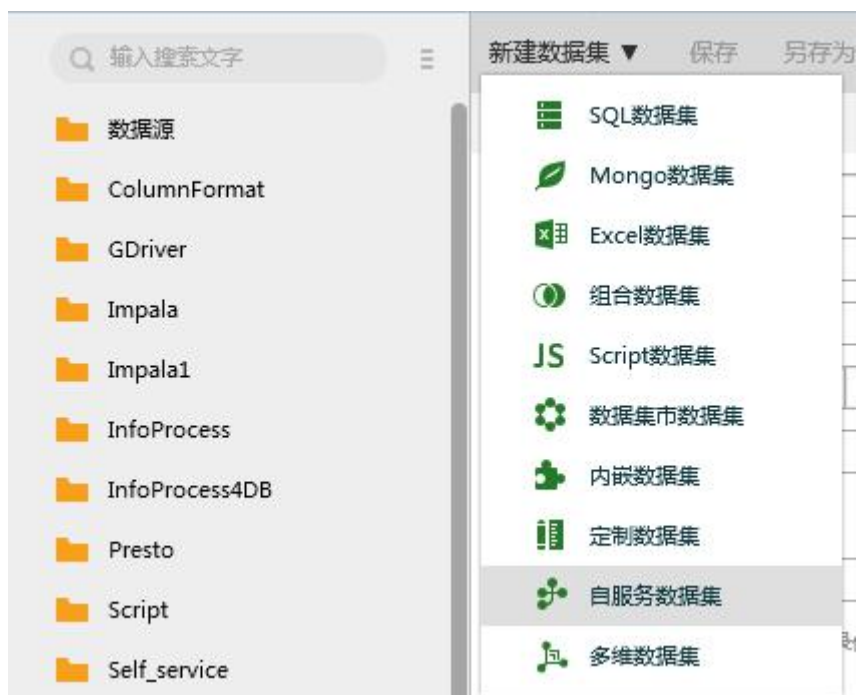 输入搜索文字
数据源
ColumnFormat
GDriver
Impala
Impala1
InfoProcess
InfoProcess4DB
Presto
Script
Self_service
新建数据集 ▼ 保存 另存为
SQL数据集
Mongo数据集
Excel数据集
组合数据集
JS Script数据集
数据集市数据集
内嵌数据集
定制数据集
自服务数据集
多维数据集